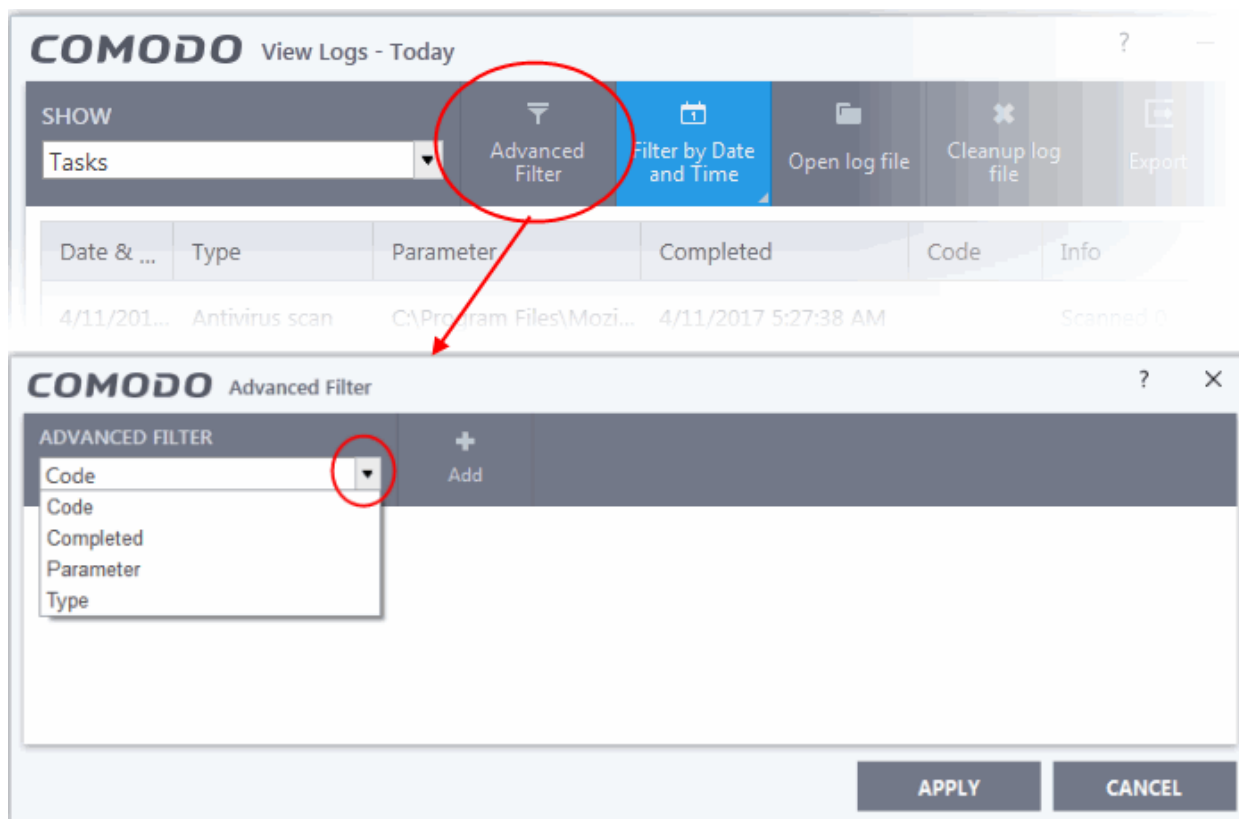 COMODO View Logs - Today ?
SHOW
Tasks
Advanced Filter
Filter by Date and Time
Open log file
Cleanup log file
Export
Date & ... Type Parameter Completed Code Info
4/11/201... Antivirus scan C:\Program Files\Mozi... 4/11/2017 5:27:38 AM Scanned 0
COMODO Advanced Filter ?
ADVANCED FILTER
Code
Add
Code
Completed
Parameter
Type
APPLY CANCEL